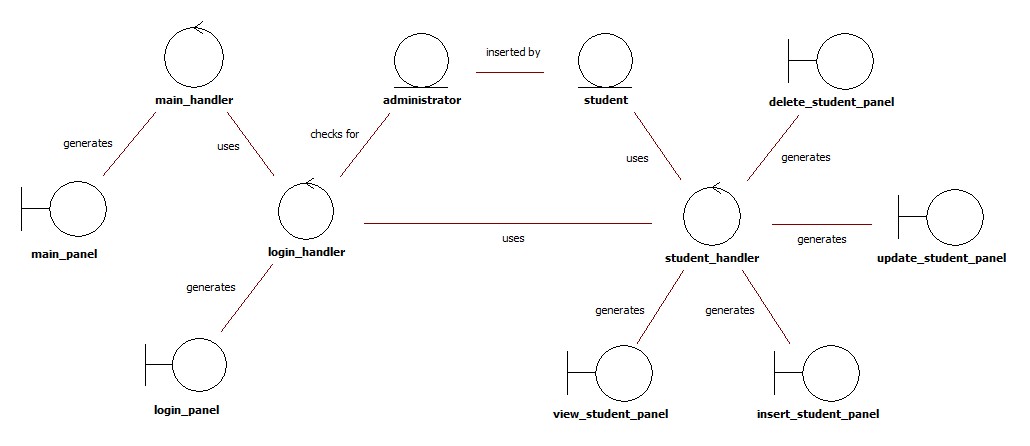 inserted by
main_handler
administrator
student
delete_student_panel
generates
uses
checks for
uses
generates
main_panel
login_handler
uses
student_handler
generates
update_student_panel
generates
generates
generates
login_panel
view_student_panel
insert_student_panel